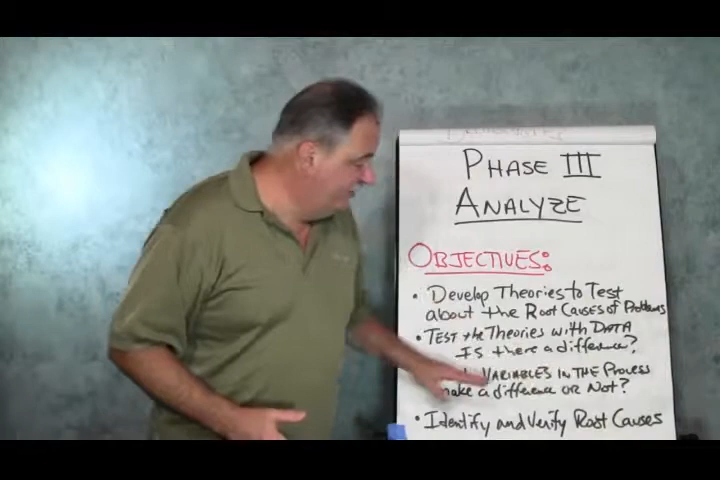 PHASE III
ANALYZE
OBJECTIVES:
• Develop Theories to Test
about the Root Causes of Problems
• TEST the Theories with DATA
IS there a difference?
VARIABLES IN THE PROCESS
make a difference OR NOT?
• Identify and Verify Root Causes